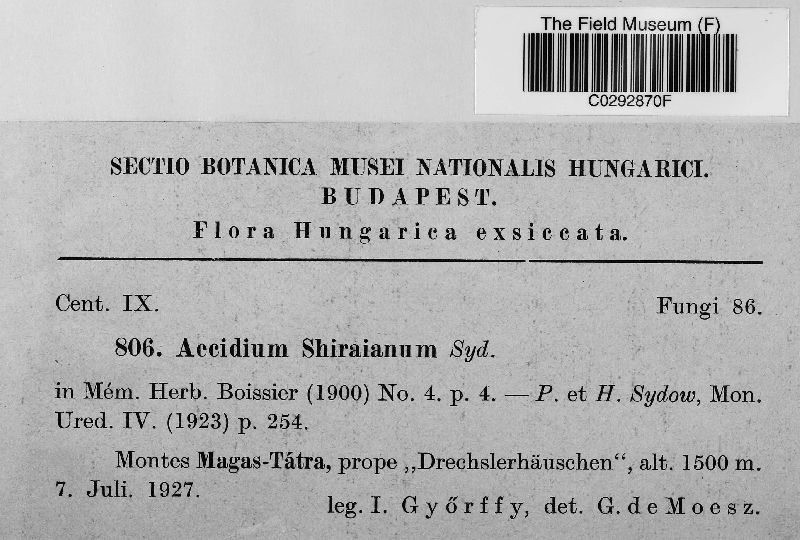 The Field Museum (F)
C0292870F
SECTIO BOTANICA MUSEI NATIONALIS HUNGARICI.
BUDAPEST.
Flora Hungarica exsiccata.
Cent. IX. Fungi 86.
806. Aecidium Shiraianum Syd.
in Mém. Herb. Boissier (1900) No. 4. p. 4. — P. et H. Sydow, Mon.
Ured. IV. (1923) p. 254.
Montes Magas-Tátra, prope „Drechslerhäuschen“, alt. 1500 m.
7. Juli. 1927.
leg. I. Győrffy, det. G. de Moesz.